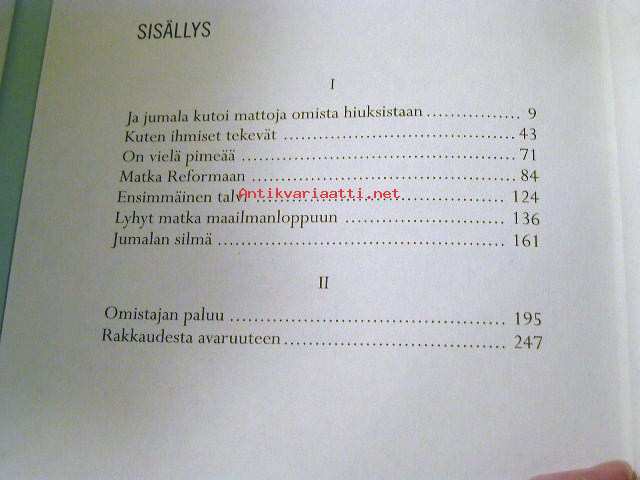 SISÄLLYS
I
Ja jumala kutoi mattoja omista hiuksistaan................ 9
Kuten ihmiset tekevät ....................................... 43
On vielä pimeää .............................................. 71
Matka Reformaan ............................................ 84
Antikvariaatti.net
Ensimmäinen talvi .......................................... 124
Lyhyt matka maailmanloppuun ............................ 136
Jumalan silmä ................................................ 161
II
Omistajan paluu .............................................. 195
Rakkaudesta avaruuteen.................................... 247